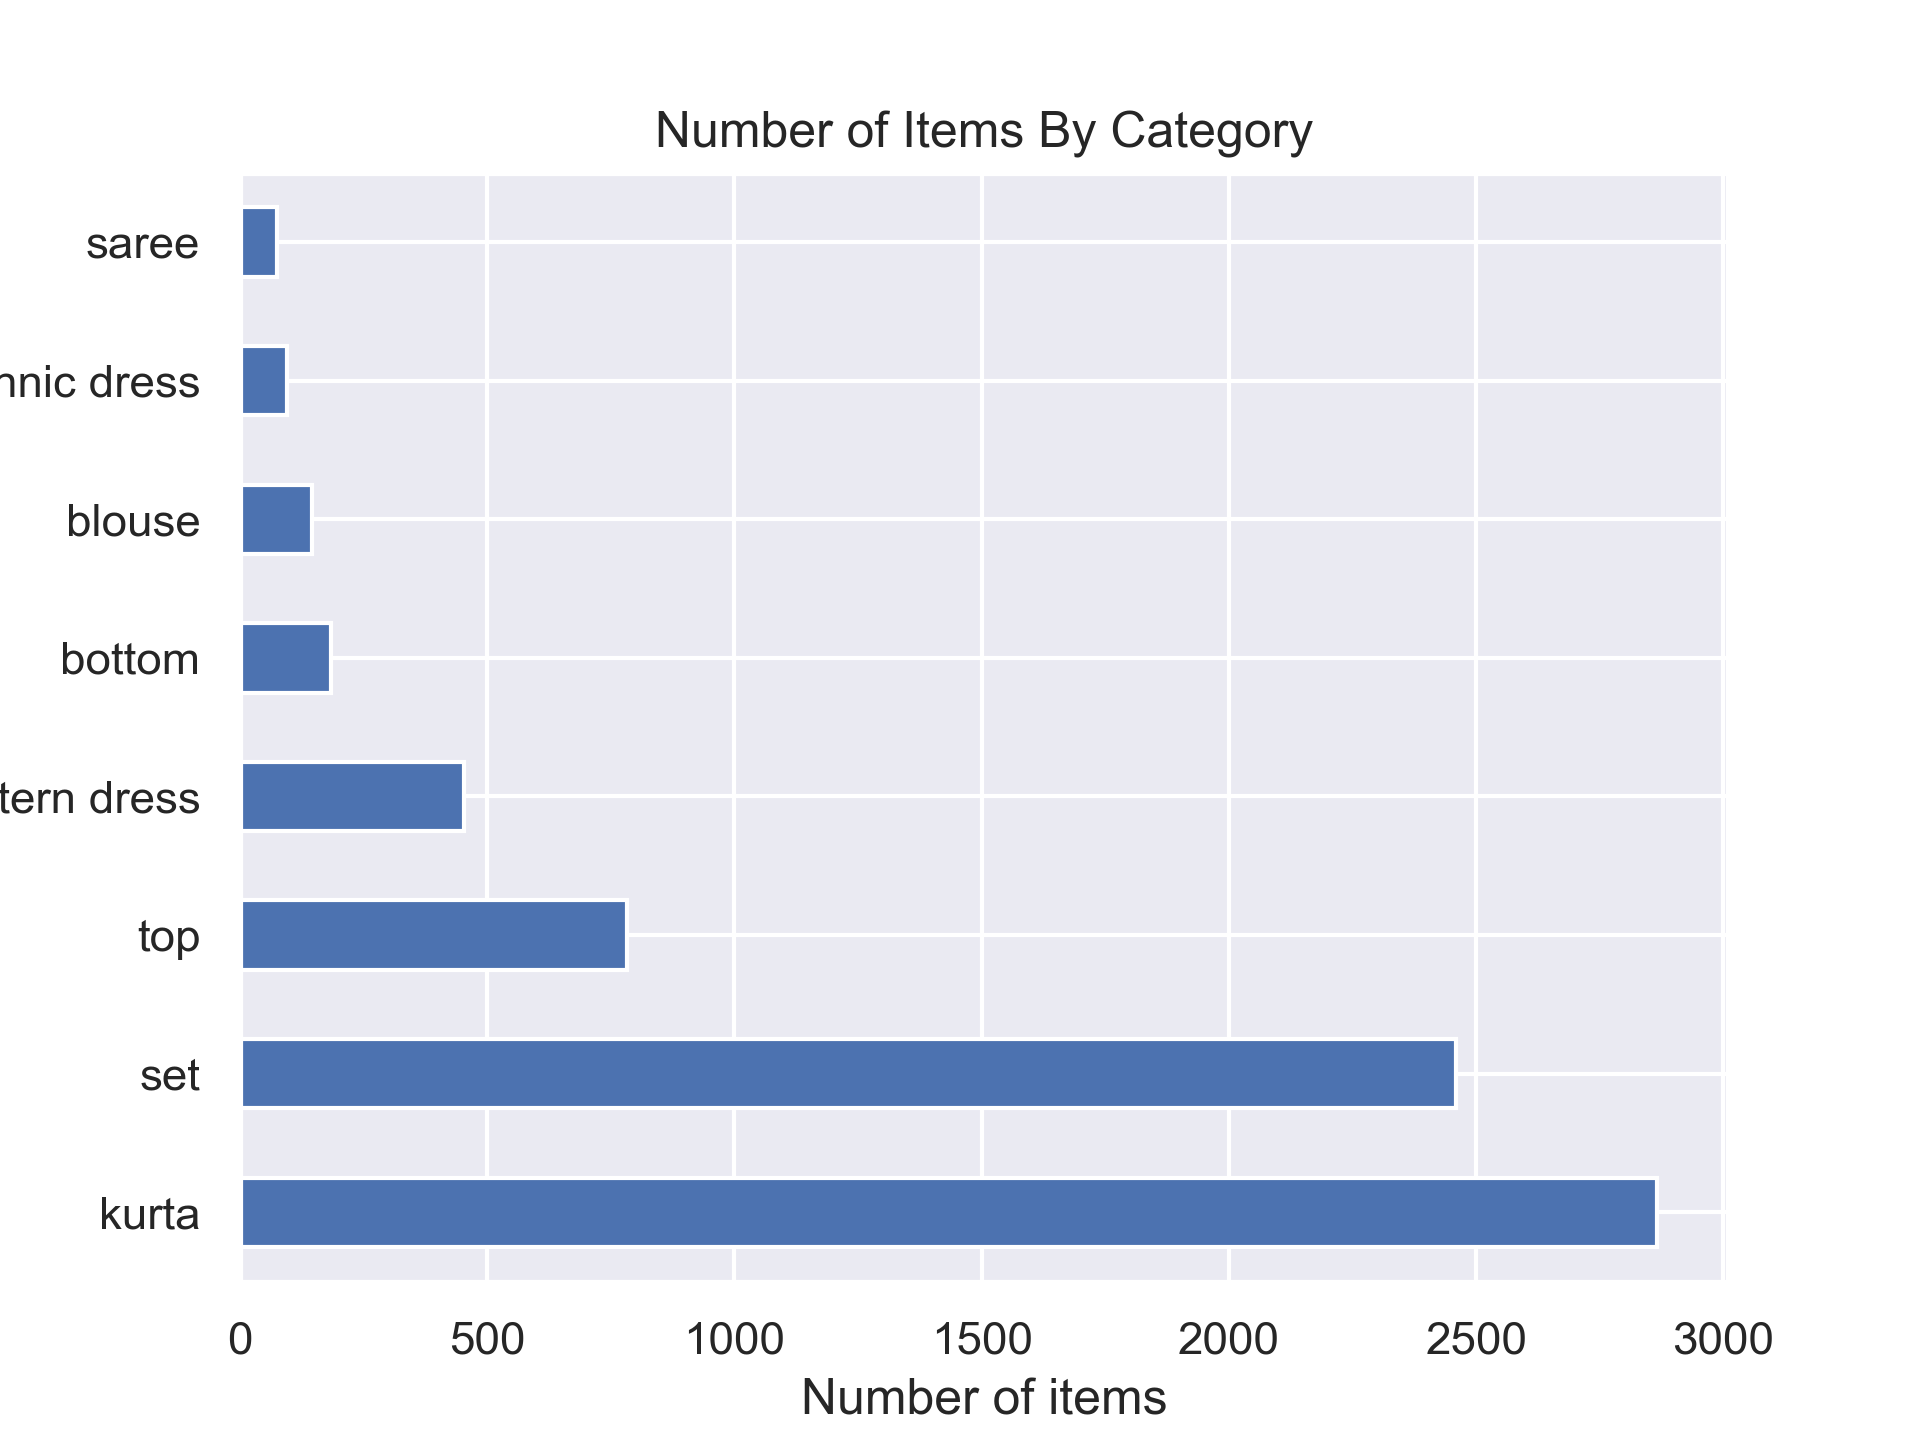 Number of Items By Category
saree
hnic dress
blouse
bottom
tern dress
top
set
kurta
0 500 1000 1500 2000 2500 3000
Number of items